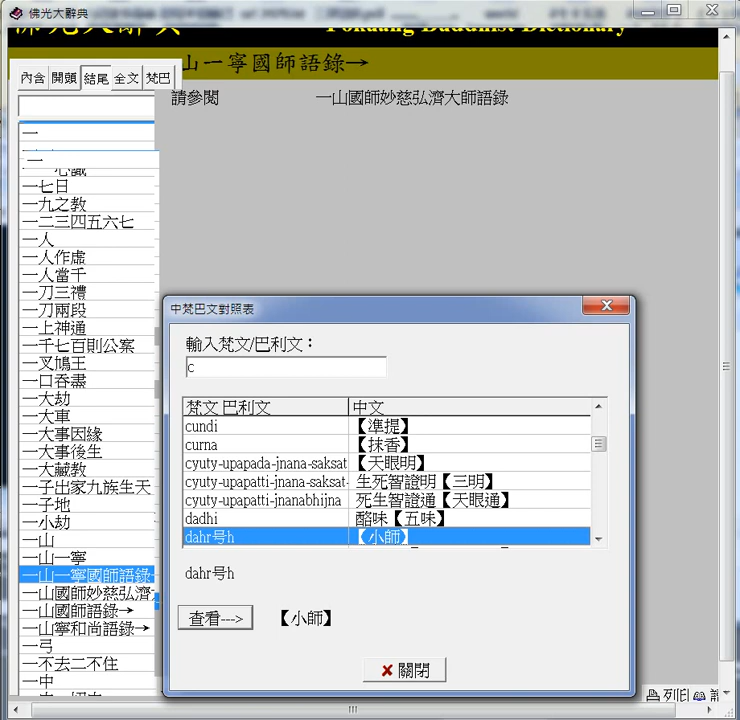 佛光大辭典
Fokuang Buddhist Dictionary
山一寧國師語錄→
內含 開頭 結尾 全文 梵巴
請參閱 一山國師妙慈弘濟大師語錄
一
一
一心識
一七日
一九之教
一二三四五六七
一人
一人作虛
一人當千
一刀三禮
一刀兩段
一上神通
一千七百則公案
一叉鳩王
一口吞盡
一大劫
一大車
一大事因緣
一大事後生
一大藏教
一子出家九族生天
一子地
一小劫
一山
一山一寧
一山一寧國師語錄
一山國師妙慈弘濟
一山國師語錄→
一山寧和尚語錄→
一弓
一不去二不住
一中
中梵巴文對照表
輸入梵文/巴利文：
c
梵文 巴利文 中文
cundi 【準提】
curna 【抹香】
cyuty-upapada-jnana-saksat 【天眼明】
cyuty-upapatti-jnana-saksat- 生死智證明【三明】
cyuty-upapatti-jnanabhijna 死生智證通【天眼通】
dadhi 酪味【五味】
dahr号h 【小師】
dahr号h
查看---> 【小師】
關閉
列印